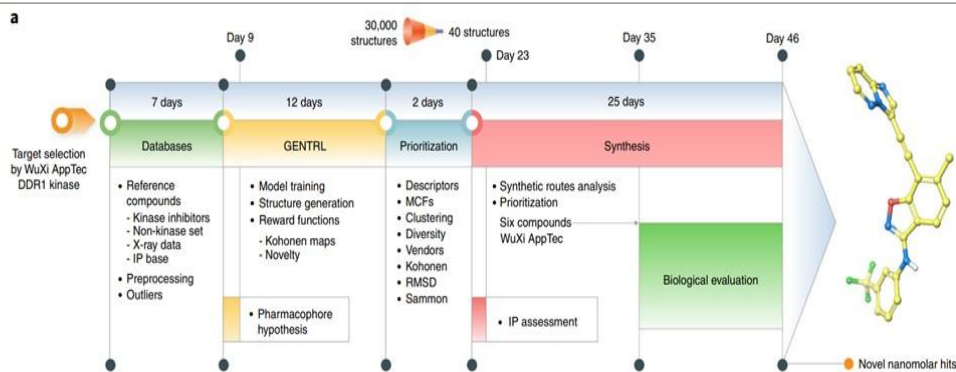 a
30,000
structures
40 structures
Day 9
Day 23
Day 35
Day 46
7 days
12 days
2 days
25 days
Target selection
by WuXi AppTec
DDR1 kinase
Databases
GENTRL
Prioritization
Synthesis
• Reference
compounds
- Kinase inhibitors
- Non-kinase set
- X-ray data
- IP base
• Preprocessing
• Outliers
• Model training
• Structure generation
• Reward functions
- Kohonen maps
- Novelty
• Pharmacophore
hypothesis
• Descriptors
• MCFs
• Clustering
• Diversity
• Vendors
• Kohonen
• RMSD
• Sammon
• Synthetic routes analysis
• Prioritization
Six compounds
WuXi AppTec
• IP assessment
Biological evaluation
Novel nanomolar hits